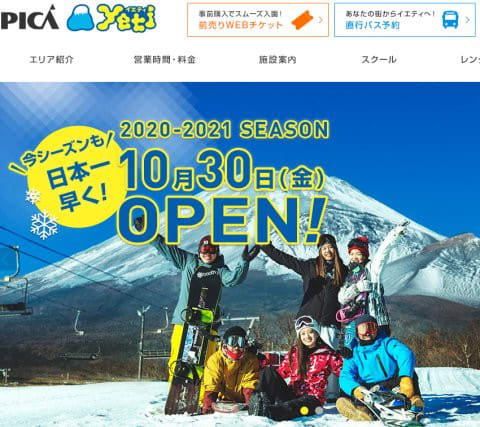 PICA
イエティ
Yeti
事前購入でスムーズ入園！
前売りWEBチケット
あなたの街からイエティへ！
直行バス予約
エリア紹介
営業時間・料金
施設案内
スクール
レン
今シーズンも
日本一
早く！
2020-2021 SEASON
10月30日(金)
OPEN!